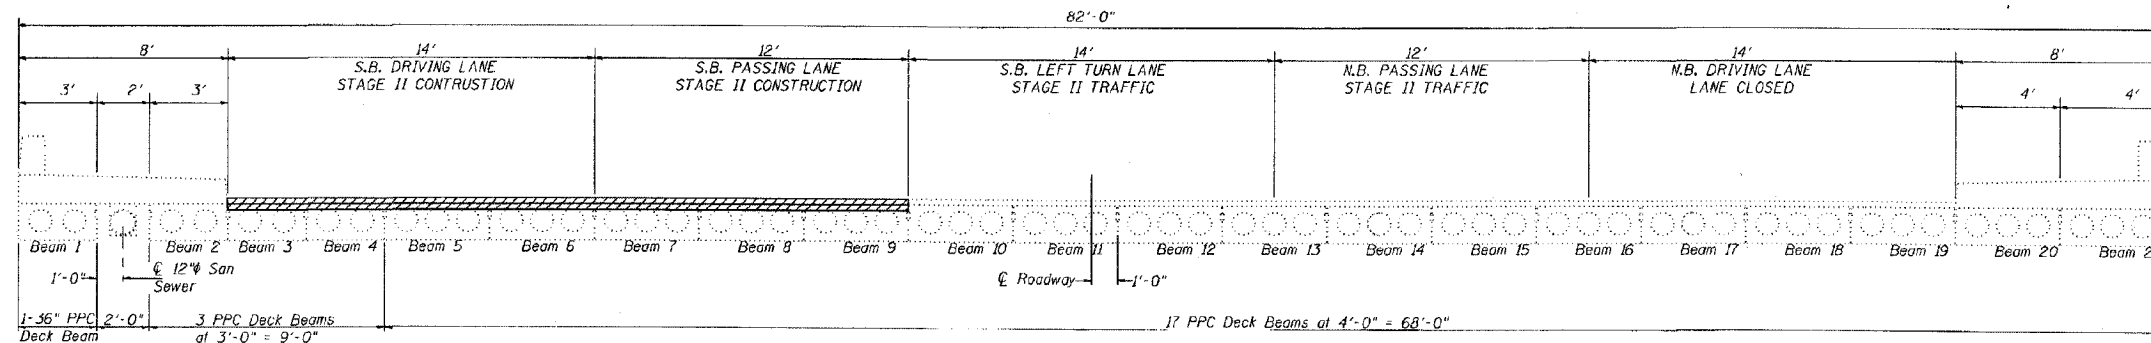 82'-0"
8' 14' 12' 14' 12' 14' 8'
S.B. DRIVING LANE
STAGE II CONTRUSTION
S.B. PASSING LANE
STAGE II CONSTRUCTION
S.B. LEFT TURN LANE
STAGE II TRAFFIC
N.B. PASSING LANE
STAGE II TRAFFIC
N.B. DRIVING LANE
LANE CLOSED
3' 2' 3' 4' 4'
Beam 1 Beam 2 Beam 3 Beam 4 Beam 5 Beam 6 Beam 7 Beam 8 Beam 9 Beam 10 Beam 11 Beam 12 Beam 13 Beam 14 Beam 15 Beam 16 Beam 17 Beam 18 Beam 19 Beam 20 Beam 2
1'-0"
℄ 12"ϕ San
Sewer
℄ Roadway
1'-0"
1-36" PPC
Deck Beam
2'-0"
3 PPC Deck Beams
at 3'-0" = 9'-0"
17 PPC Deck Beams at 4'-0" = 68'-0"